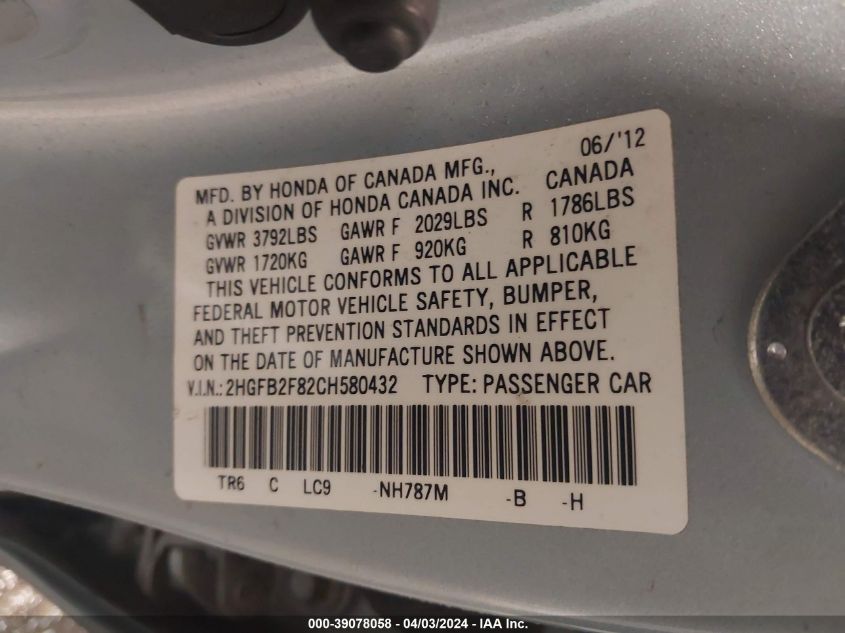 06/'12
MFD. BY HONDA OF CANADA MFG.,
A DIVISION OF HONDA CANADA INC. CANADA
GVWR 3792LBS GAWR F 2029LBS R 1786LBS
GVWR 1720KG GAWR F 920KG R 810KG
THIS VEHICLE CONFORMS TO ALL APPLICABLE
FEDERAL MOTOR VEHICLE SAFETY, BUMPER,
AND THEFT PREVENTION STANDARDS IN EFFECT
ON THE DATE OF MANUFACTURE SHOWN ABOVE.
V.I.N.: 2HGFB2F82CH580432 TYPE: PASSENGER CAR
TR6 C LC9 -NH787M -B -H
000-39078058 - 04/03/2024 - IAA Inc.